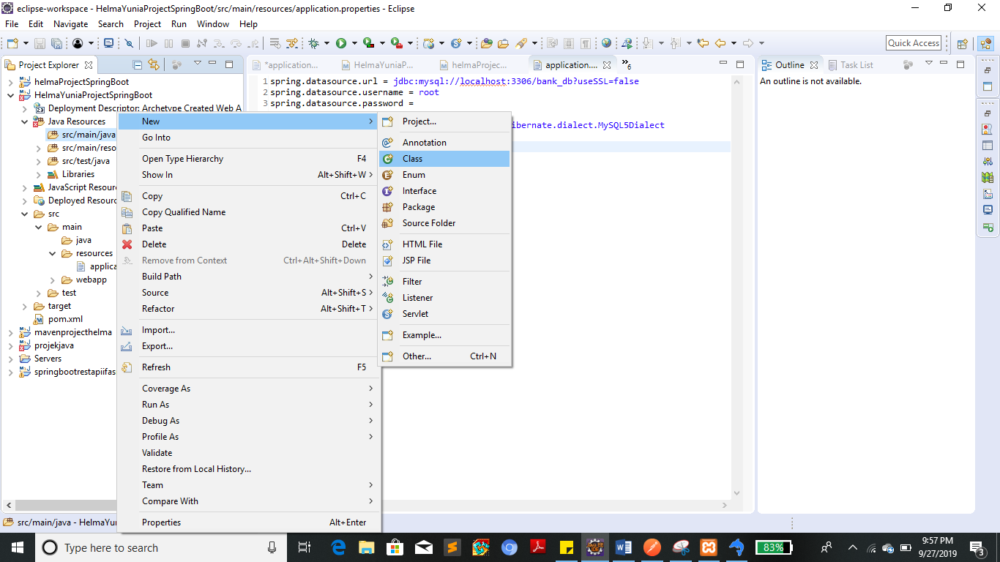 eclipse-workspace - HelmaYuniaProjectSpringBoot/src/main/resources/application.properties - Eclipse
File Edit Navigate Search Project Run Window Help
Quick Access
Project Explorer
helmaProjectSpringBoot
HelmaYuniaProjectSpringBoot
Deployment Descriptor: Archetype Created Web A
Java Resources
src/main/java
src/main/reso
src/test/java
Libraries
JavaScript Resour
Deployed Resourc
src
main
java
resources
applica
webapp
test
target
pom.xml
mavenprojecthelma
projekjava
Servers
springbootrestapiifas
*application...
HelmaYuniaP...
helmaProjec...
application....
»6
1 spring.datasource.url = jdbc:mysql://localhost:3306/bank_db?useSSL=false
2 spring.datasource.username = root
3 spring.datasource.password =
ibernate.dialect.MySQL5Dialect
New
Go Into
Open Type Hierarchy F4
Show In Alt+Shift+W >
Copy Ctrl+C
Copy Qualified Name
Paste Ctrl+V
Delete Delete
Remove from Context Ctrl+Alt+Shift+Down
Build Path
Source Alt+Shift+S >
Refactor Alt+Shift+T >
Import...
Export...
Refresh F5
Coverage As
Run As
Debug As
Profile As
Validate
Restore from Local History...
Team
Compare With
Properties Alt+Enter
Project...
Annotation
Class
Enum
Interface
Package
Source Folder
HTML File
JSP File
Filter
Listener
Servlet
Example...
Other... Ctrl+N
Outline
Task List
An outline is not available.
src/main/java - HelmaYu
Type here to search
83%
9:57 PM
9/27/2019
3